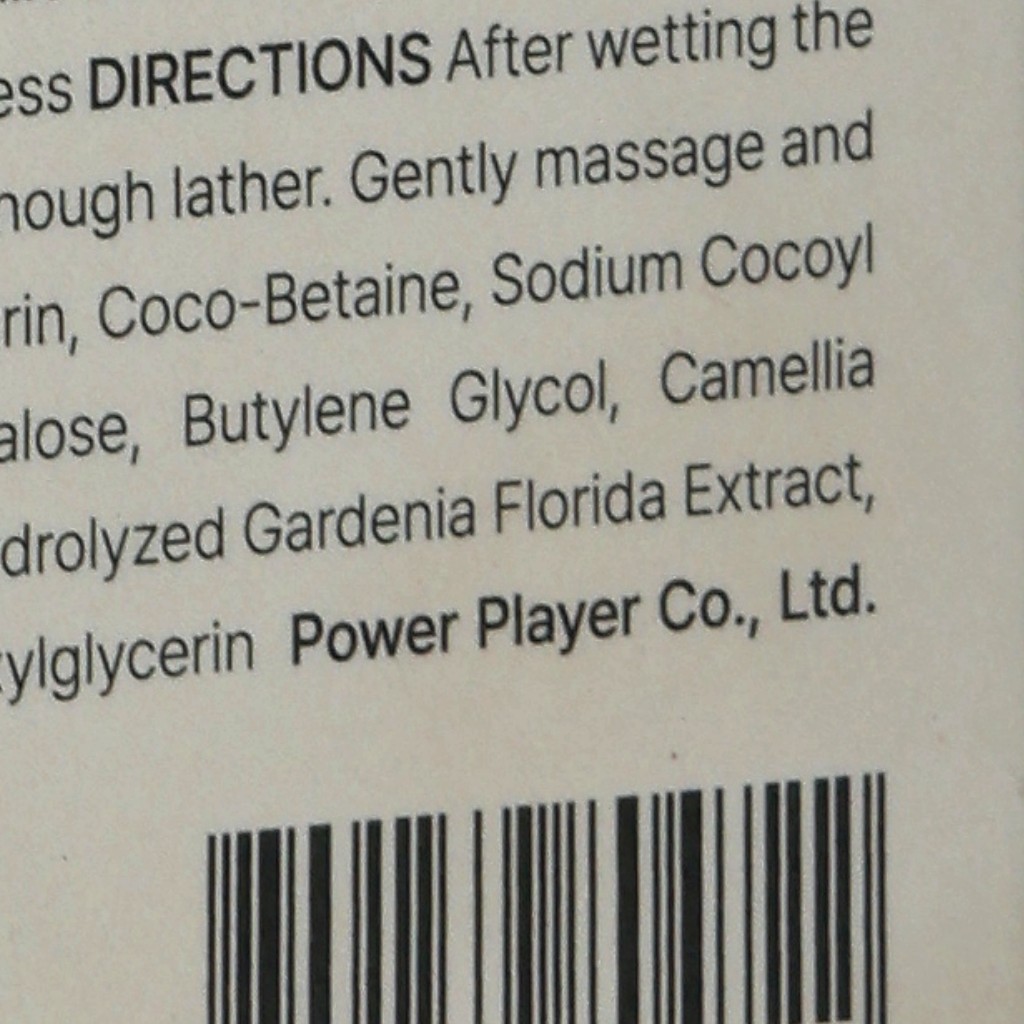 ess DIRECTIONS After wetting the
nough lather. Gently massage and
rin, Coco-Betaine, Sodium Cocoyl
alose, Butylene Glycol, Camellia
drolyzed Gardenia Florida Extract,
ylglycerin Power Player Co., Ltd.